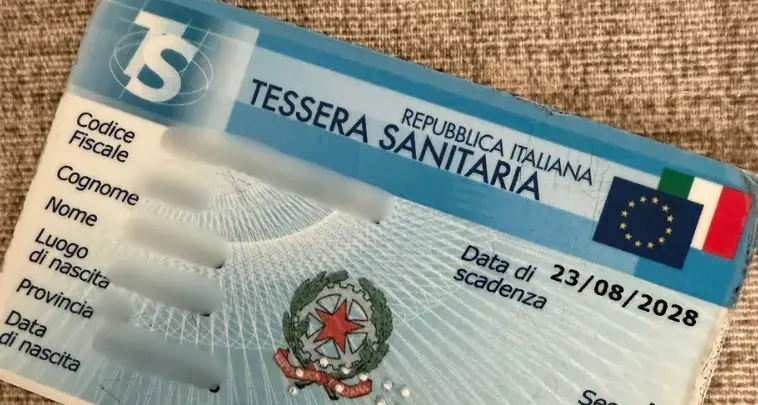 TS
REPUBBLICA ITALIANA
TESSERA SANITARIA
Codice
Fiscale
Cognome
Nome
Luogo
di nascita
Provincia
Data
di nascita
Data di
scadenza
23/08/2028